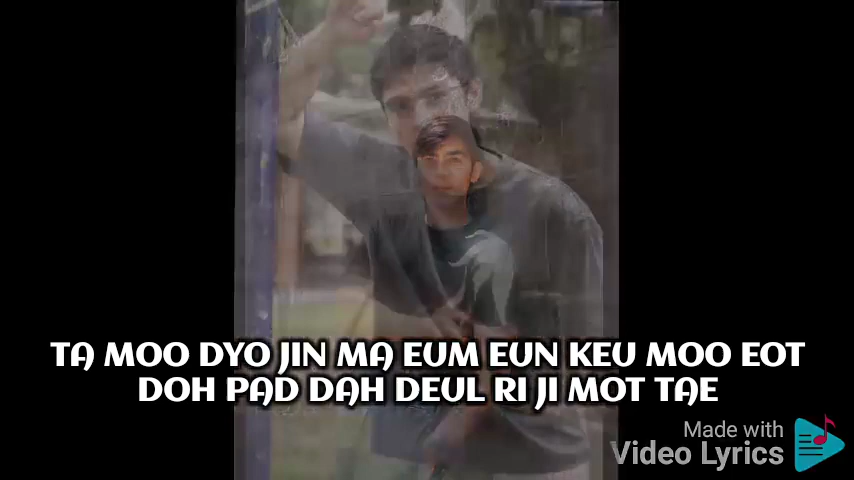 TA MOO DYO JIN MA EUM EUN KEU MOO EOT
DOH PAD DAH DEUL RI JI MOT TAE
Made with
Video Lyrics